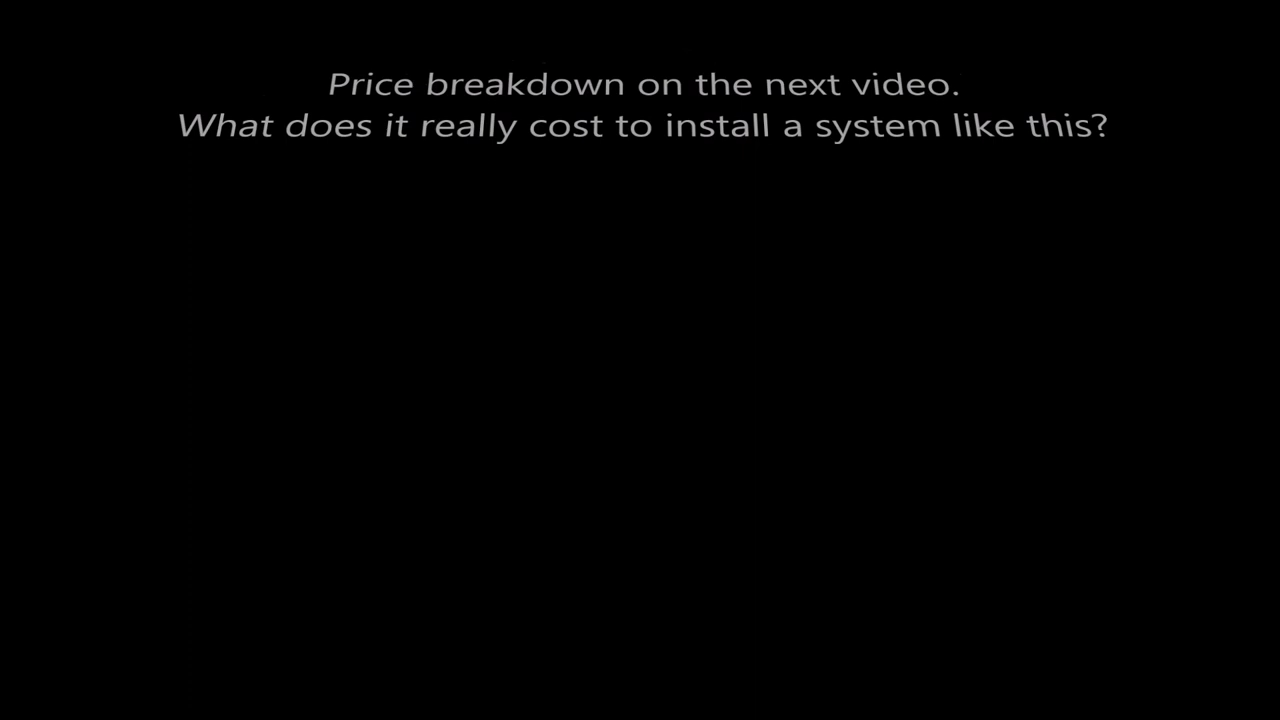 Price breakdown on the next video.
What does it really cost to install a system like this?